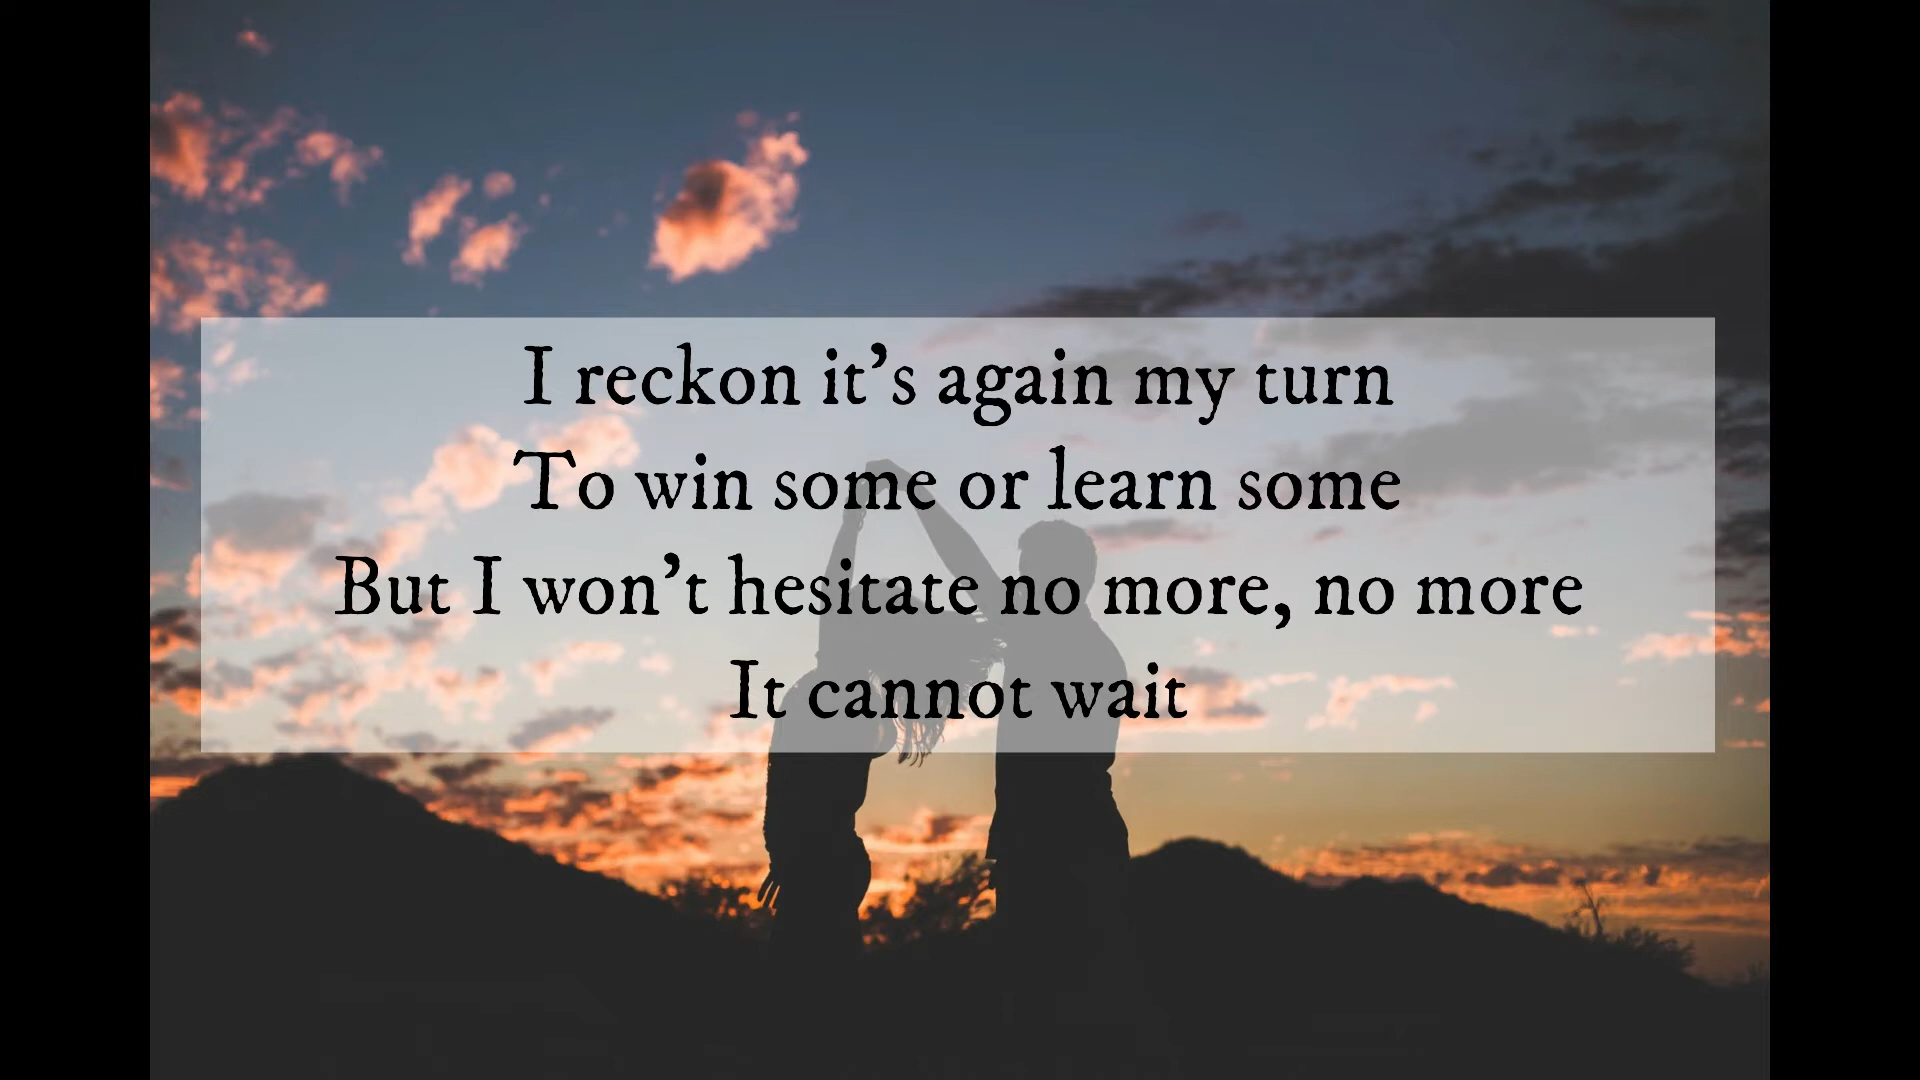 I reckon it’s again my turn
To win some or learn some
But I won’t hesitate no more, no more
It cannot wait